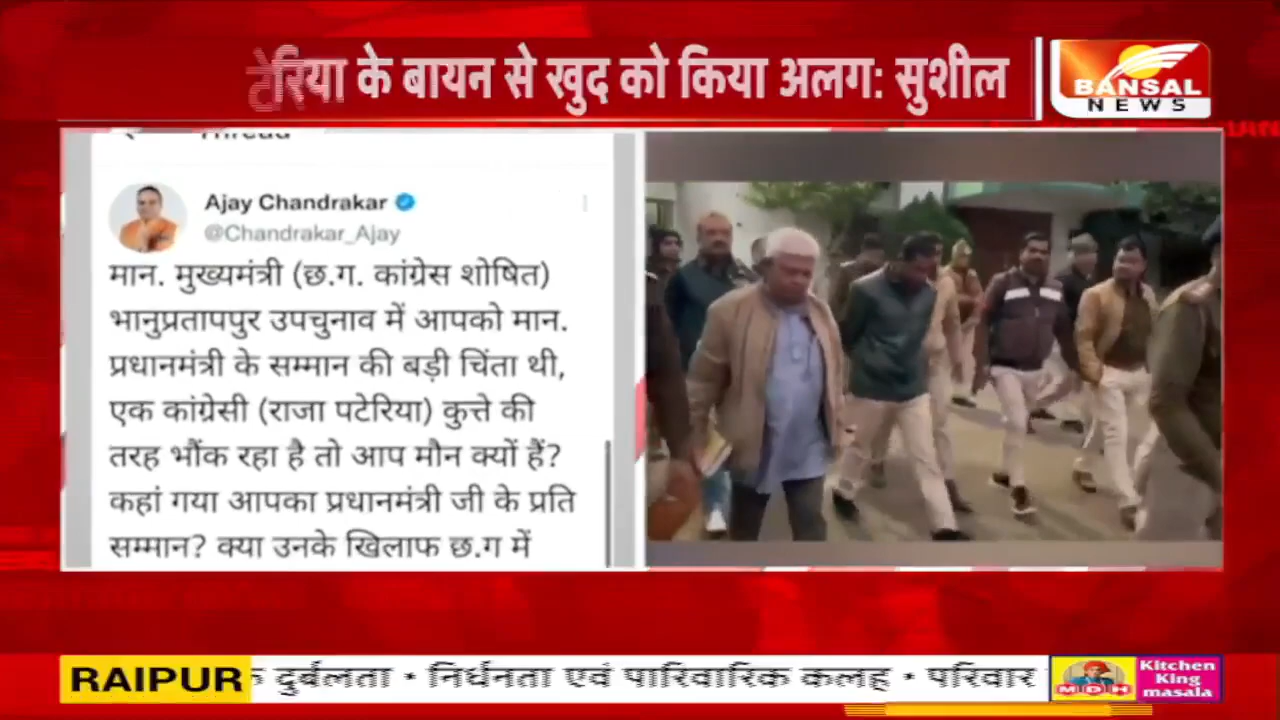 रिया के बायन से खुद को किया अलग: सुशील
BANSAL
NEWS
Thread
Ajay Chandrakar
@Chandrakar_Ajay
मान. मुख्यमंत्री (छ.ग. कांग्रेस शोषित)
भानुप्रतापपुर उपचुनाव में आपको मान.
प्रधानमंत्री के सम्मान की बड़ी चिंता थी,
एक कांग्रेसी (राजा पटेरिया) कुत्ते की
तरह भौंक रहा है तो आप मौन क्यों हैं?
कहां गया आपका प्रधानमंत्री जी के प्रति
सम्मान? क्या उनके खिलाफ छ.ग में
RAIPUR
दुर्बलता • निर्धनता एवं पारिवारिक कलह • परिवार
MDH
Kitchen
King
masala